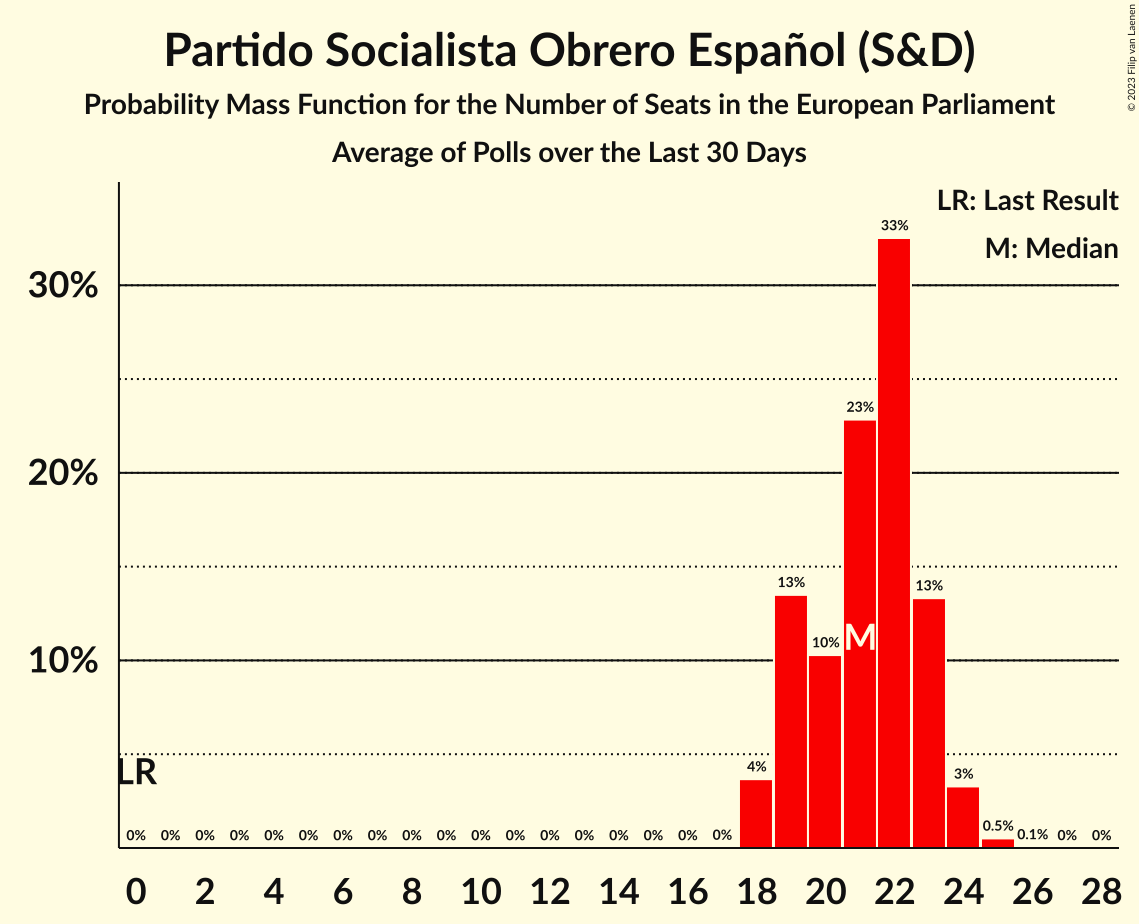 Partido Socialista Obrero Español (S&D)
Probability Mass Function for the Number of Seats in the European Parliament
Average of Polls over the Last 30 Days
© 2023 Filip van Laenen
LR: Last Result
M: Median
33%
30%
23%
20%
13%
13%
10%
M
10%
LR
4%
3%
0% 0% 0% 0% 0% 0% 0% 0% 0% 0% 0% 0% 0% 0% 0% 0% 0% 0% 0.5% 0.1% 0% 0%
0 2 4 6 8 10 12 14 16 18 20 22 24 26 28